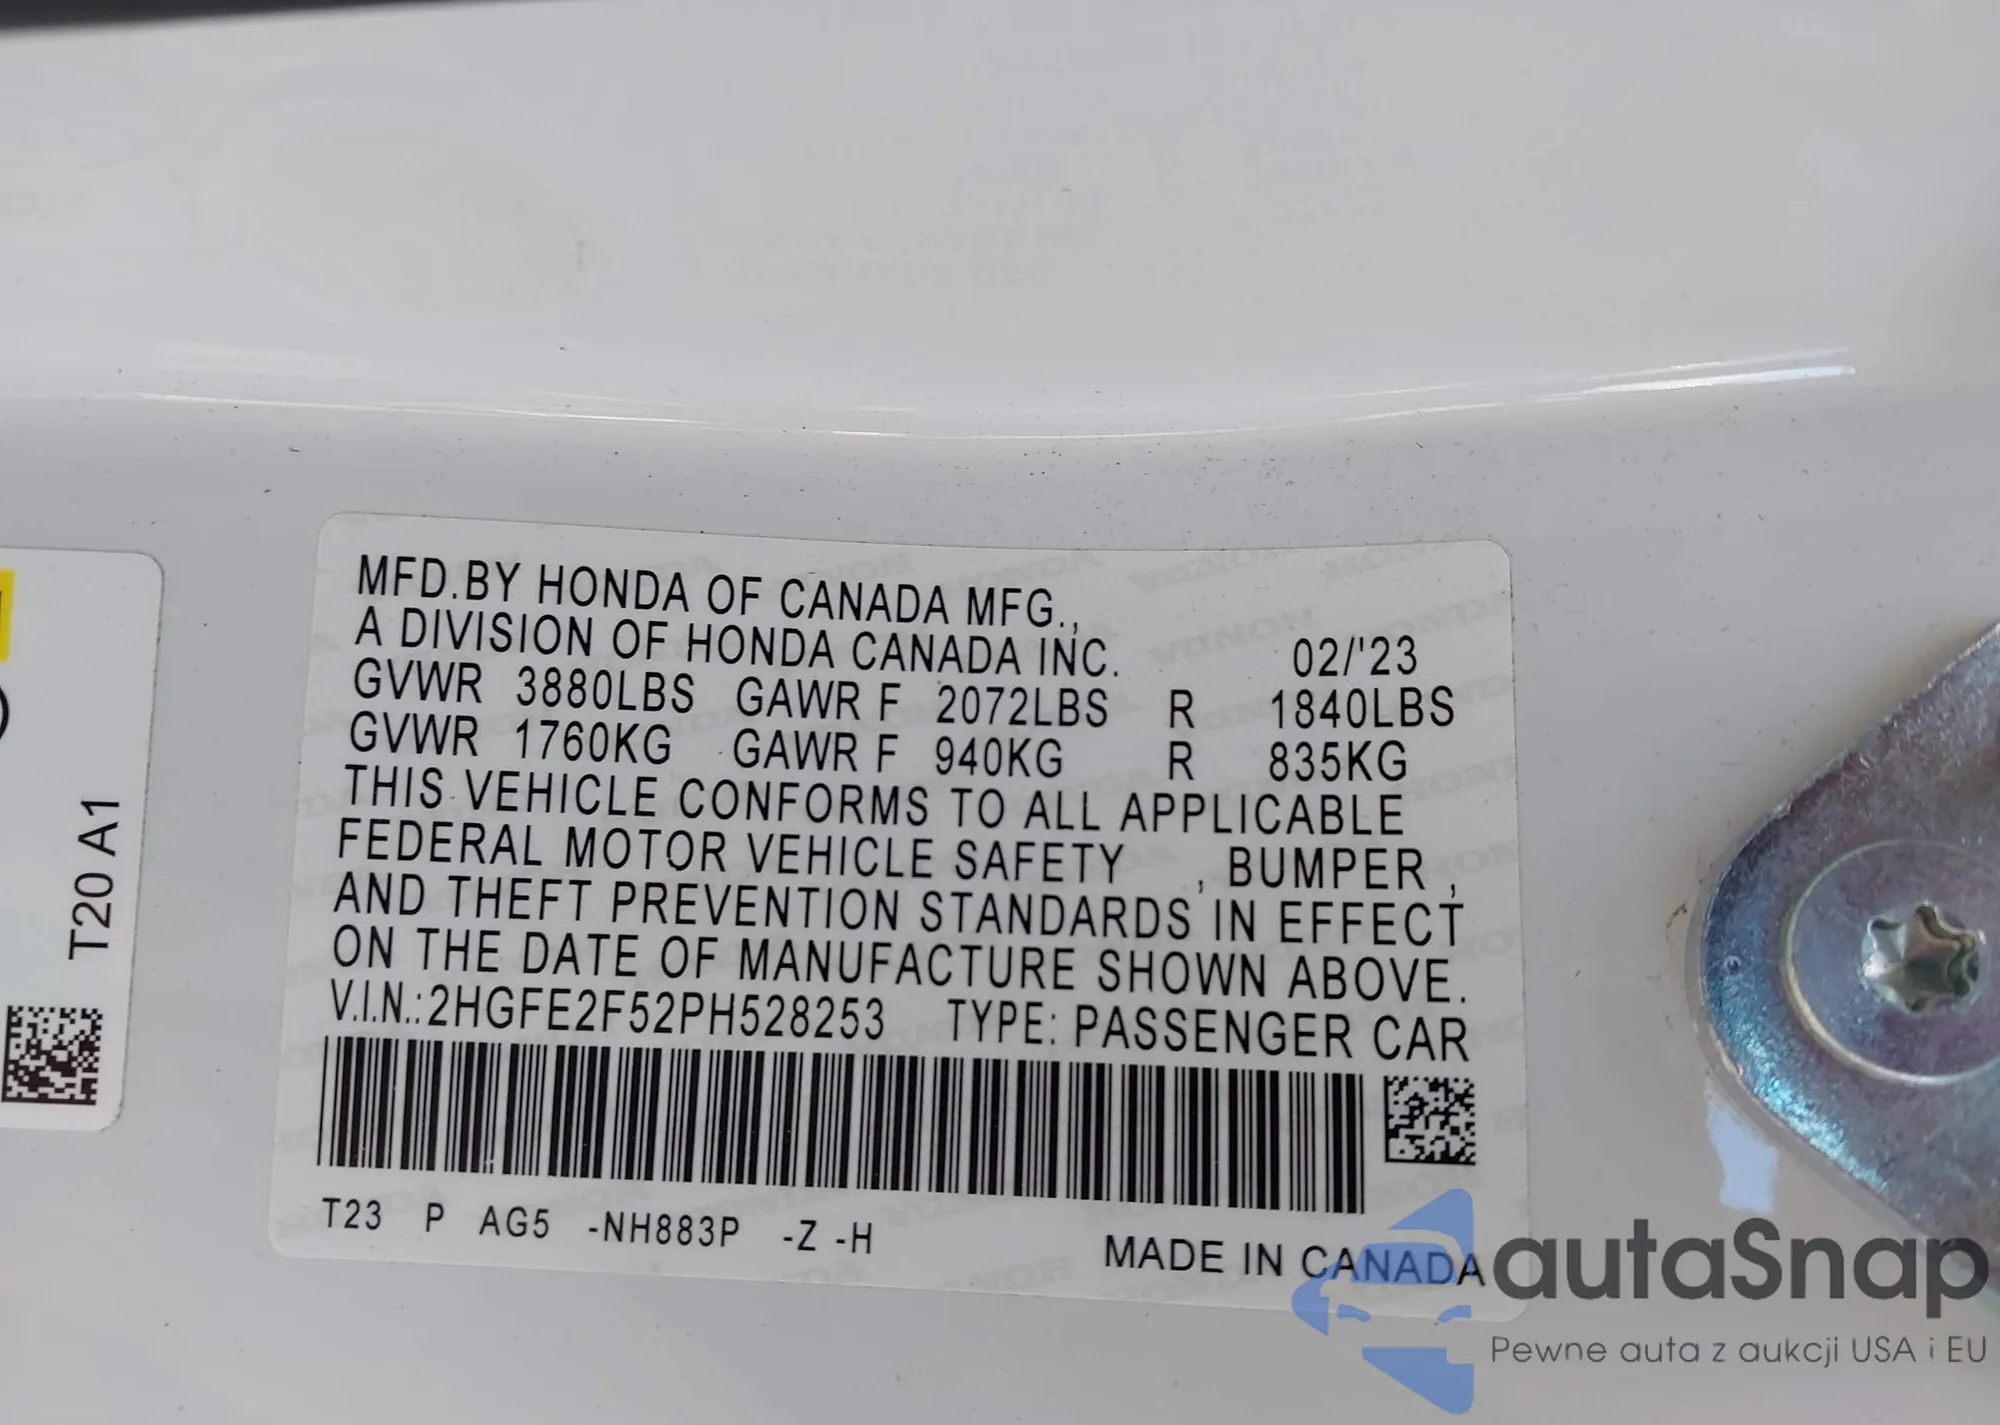 MFD.BY HONDA OF CANADA MFG.,
A DIVISION OF HONDA CANADA INC. 02/'23
GVWR 3880LBS GAWR F 2072LBS R 1840LBS
GVWR 1760KG GAWR F 940KG R 835KG
THIS VEHICLE CONFORMS TO ALL APPLICABLE
FEDERAL MOTOR VEHICLE SAFETY , BUMPER ,
AND THEFT PREVENTION STANDARDS IN EFFECT
ON THE DATE OF MANUFACTURE SHOWN ABOVE.
V.I.N.:2HGFE2F52PH528253 TYPE: PASSENGER CAR
T23 P AG5 -NH883P -Z -H
MADE IN CANADA
T20 A1
autaSnap
Pewne auta z aukcji USA i EU